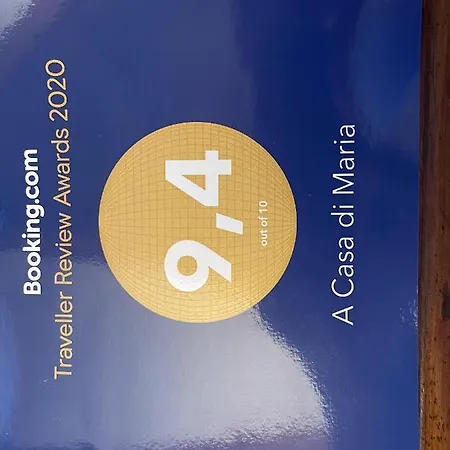 Booking.com
Traveller Review Awards 2020
9,4
out of 10
A Casa di Maria